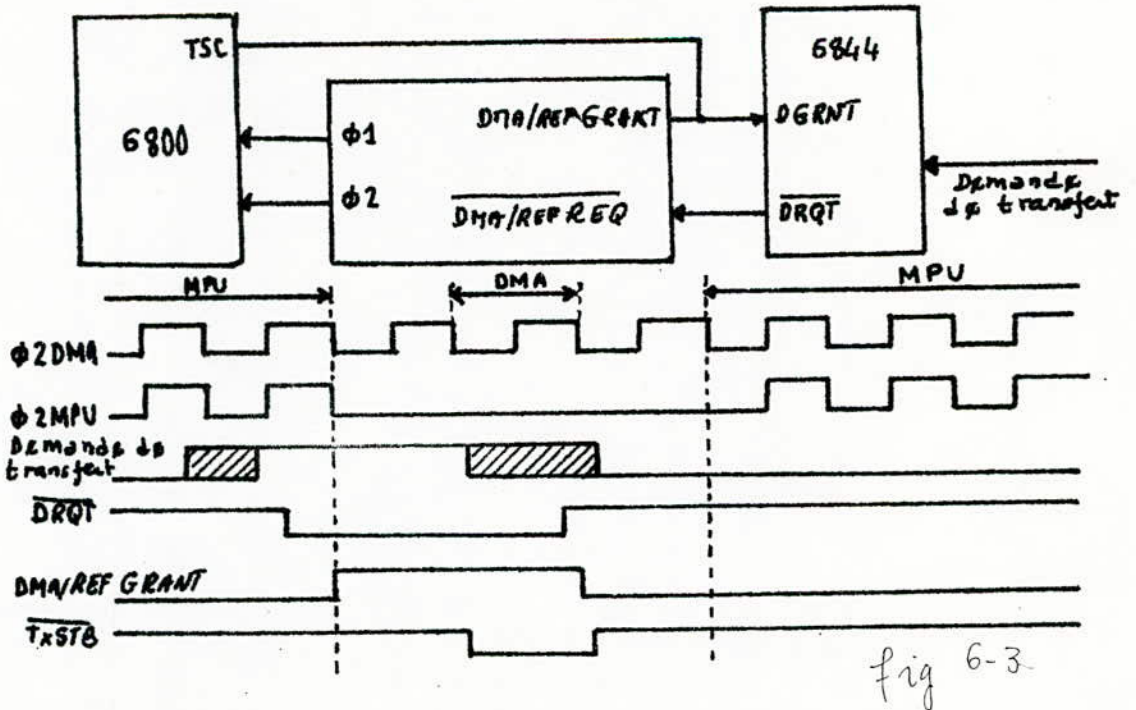 TSC
6844
6800
Φ1
DMA/REF GRANT
DGRNT
Φ2
DMA/REF REQ
DRQT
Demande
de transfert
MPU
DMA
MPU
Φ2DMA
Φ2MPU
Demande de
transfert
DRQT
DMA/REF GRANT
TxSTB
fig 6-3